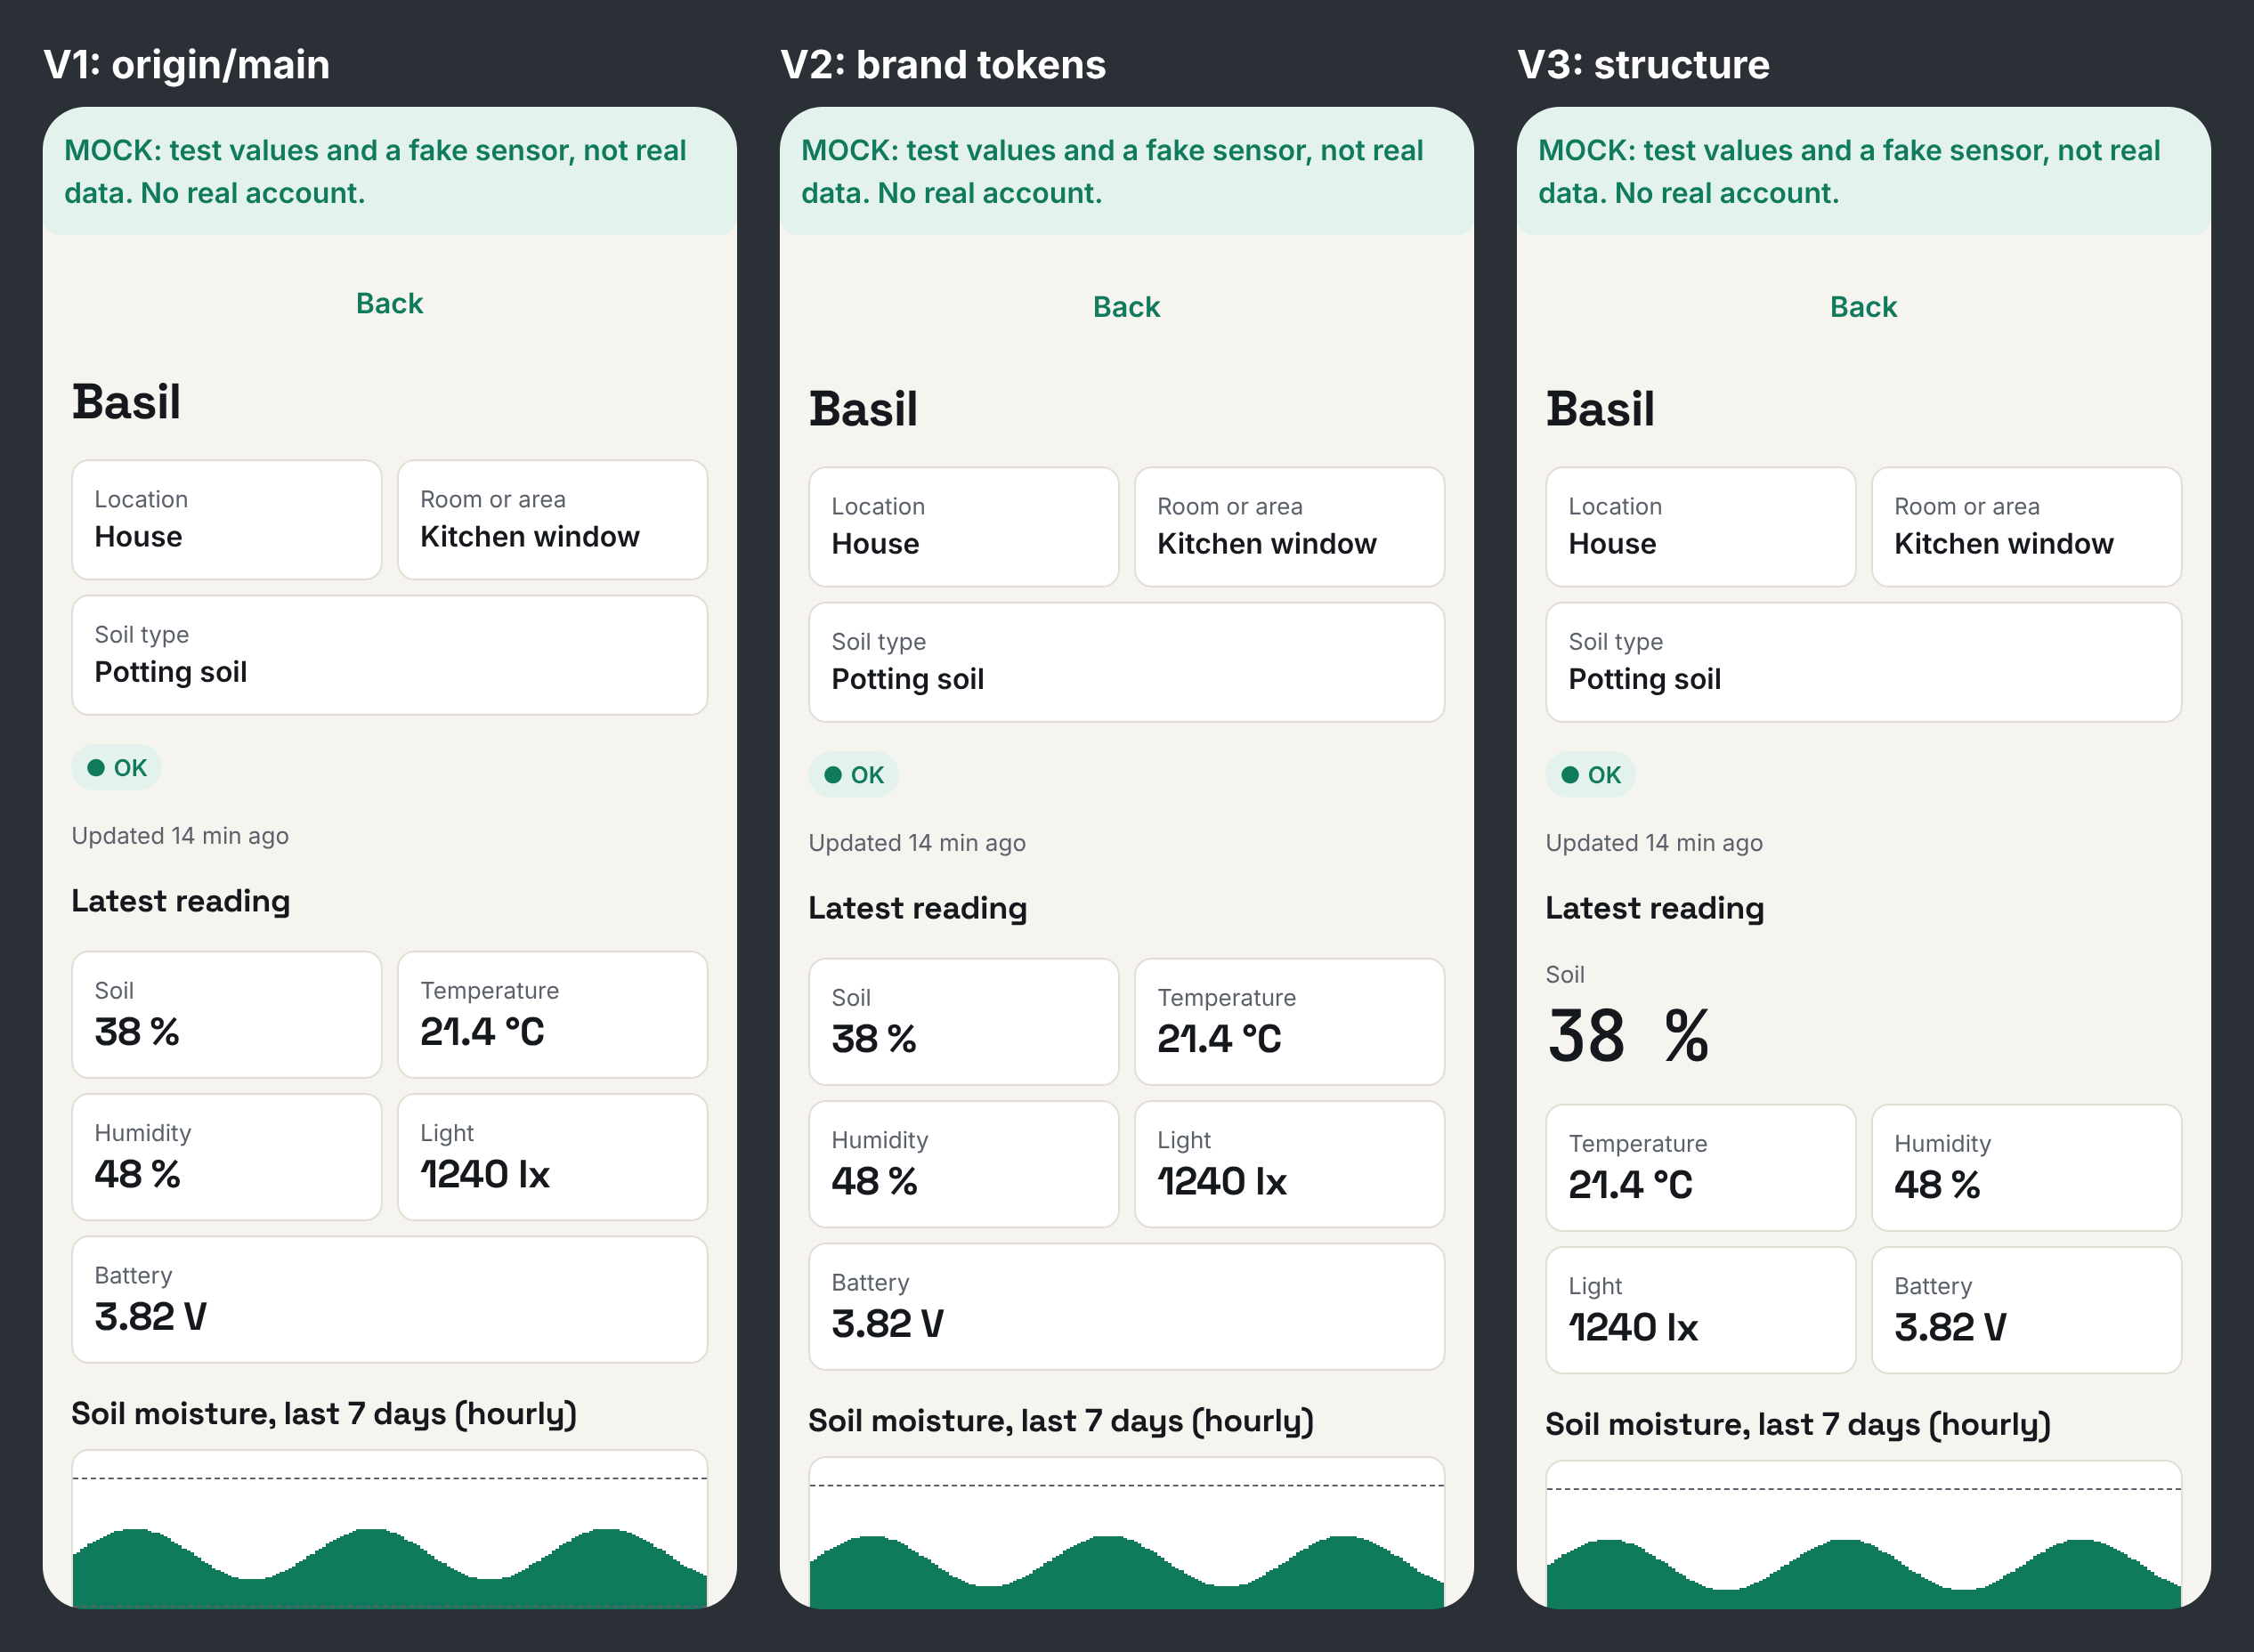 V1: origin/main
MOCK: test values and a fake sensor, not real
data. No real account.
Back
Basil
Location
House
Room or area
Kitchen window
Soil type
Potting soil
OK
Updated 14 min ago
Latest reading
Soil
38 %
Temperature
21.4 °C
Humidity
48 %
Light
1240 lx
Battery
3.82 V
Soil moisture, last 7 days (hourly)
V2: brand tokens
MOCK: test values and a fake sensor, not real
data. No real account.
Back
Basil
Location
House
Room or area
Kitchen window
Soil type
Potting soil
OK
Updated 14 min ago
Latest reading
Soil
38 %
Temperature
21.4 °C
Humidity
48 %
Light
1240 lx
Battery
3.82 V
Soil moisture, last 7 days (hourly)
V3: structure
MOCK: test values and a fake sensor, not real
data. No real account.
Back
Basil
Location
House
Room or area
Kitchen window
Soil type
Potting soil
OK
Updated 14 min ago
Latest reading
Soil
38 %
Temperature
21.4 °C
Humidity
48 %
Light
1240 lx
Battery
3.82 V
Soil moisture, last 7 days (hourly)